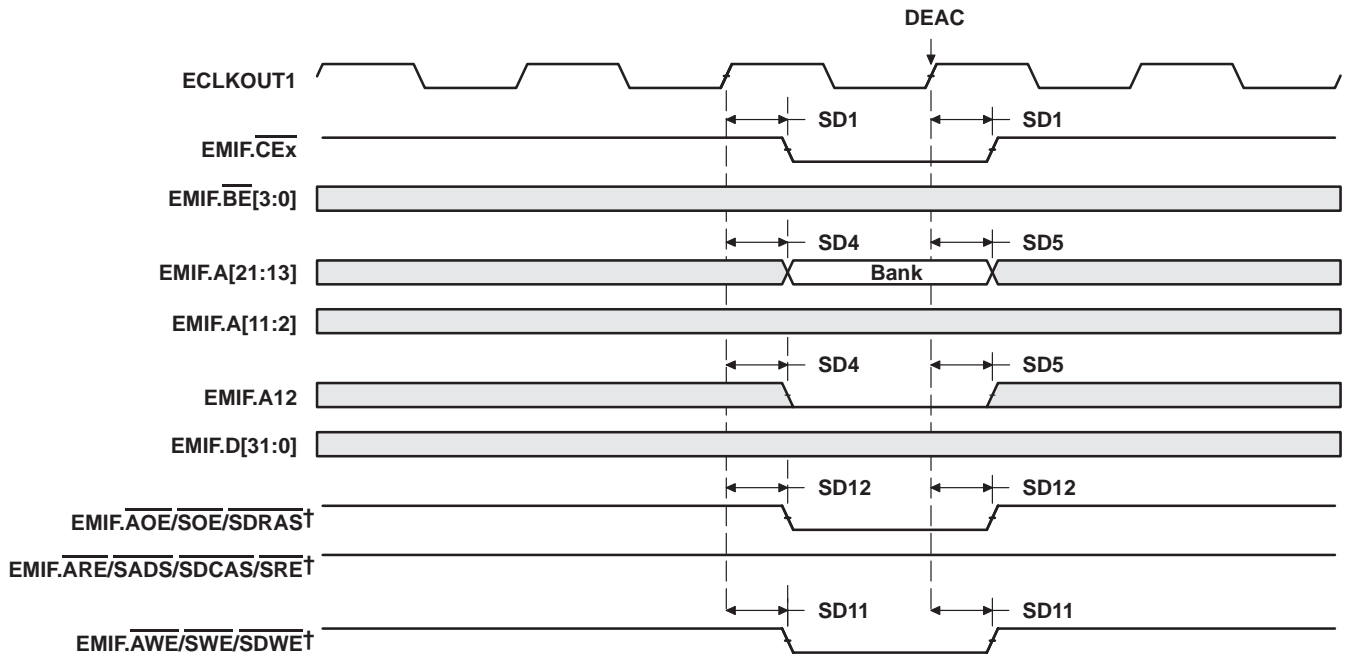 DEAC
ECLKOUT1
SD1 SD1
EMIF.CEx
EMIF.BE[3:0]
SD4 SD5
EMIF.A[21:13] Bank
EMIF.A[11:2]
SD4 SD5
EMIF.A12
EMIF.D[31:0]
SD12 SD12
EMIF.AOE/SOE/SDRAS†
EMIF.ARE/SADS/SDCAS/SRE†
SD11 SD11
EMIF.AWE/SWE/SDWE†